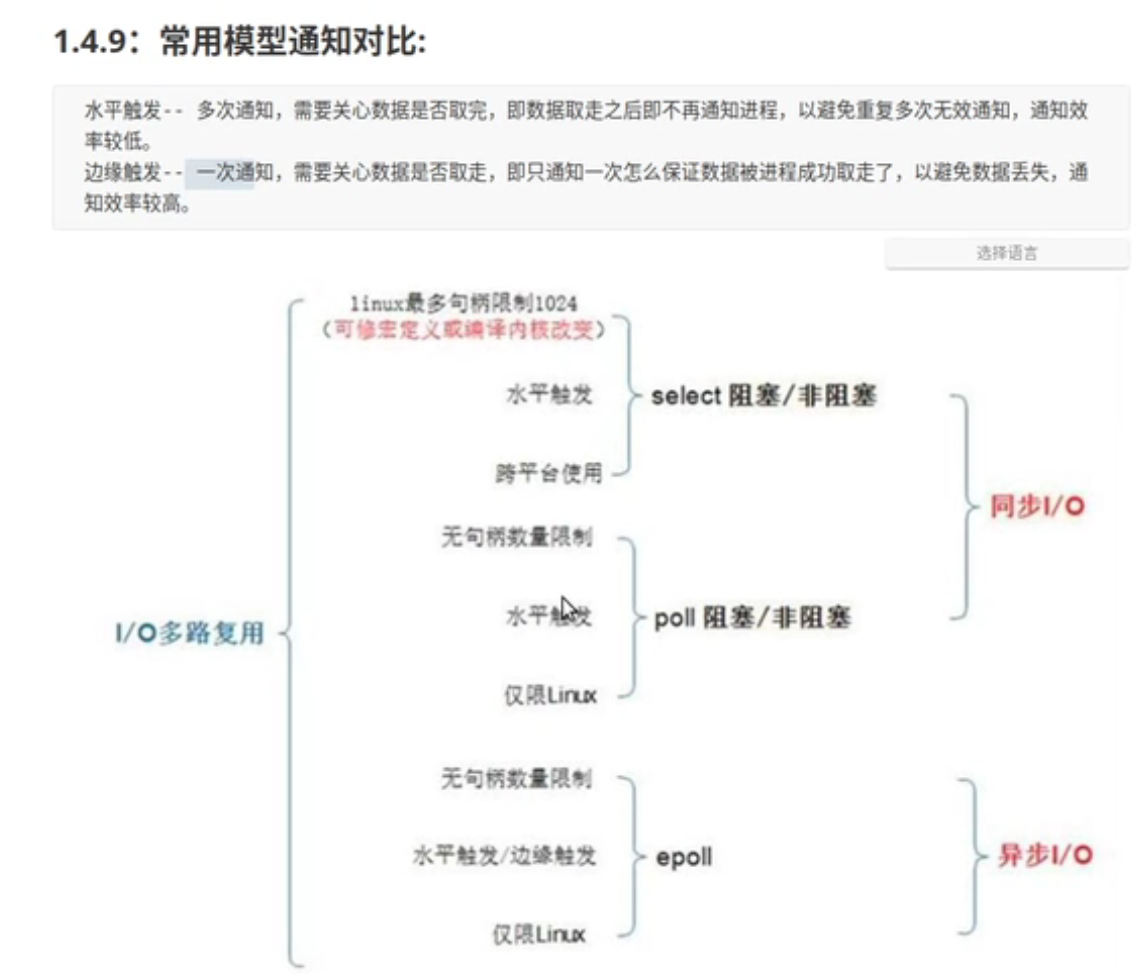 1.4.9：常用模型通知对比:
水平触发-- 多次通知，需要关心数据是否取完，即数据取走之后即不再通知进程，以避免重复多次无效通知，通知效
率较低。
边缘触发-- 一次通知，需要关心数据是否取走，即只通知一次怎么保证数据被进程成功取走了，以避免数据丢失，通
知效率较高。
选择语言
linux最多句柄限制1024
（可修宏定义或编译内核改变）
水平触发
select 阻塞/非阻塞
跨平台使用
同步I/O
无句柄数量限制
水平触发
poll 阻塞/非阻塞
I/O多路复用
仅限Linux
无句柄数量限制
水平触发/边缘触发
epoll
异步I/O
仅限Linux